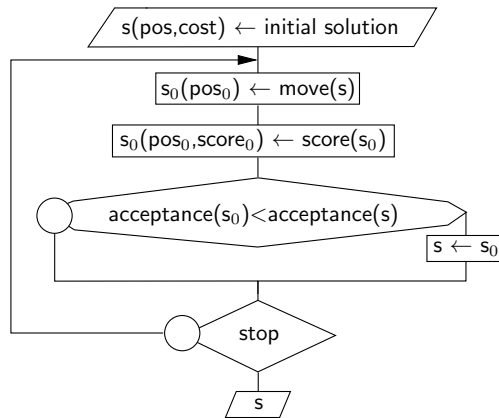 s(pos,cost) ← initial solution
s₀(pos₀) ← move(s)
s₀(pos₀,score₀) ← score(s₀)
acceptance(s₀)<acceptance(s)
s ← s₀
stop
s